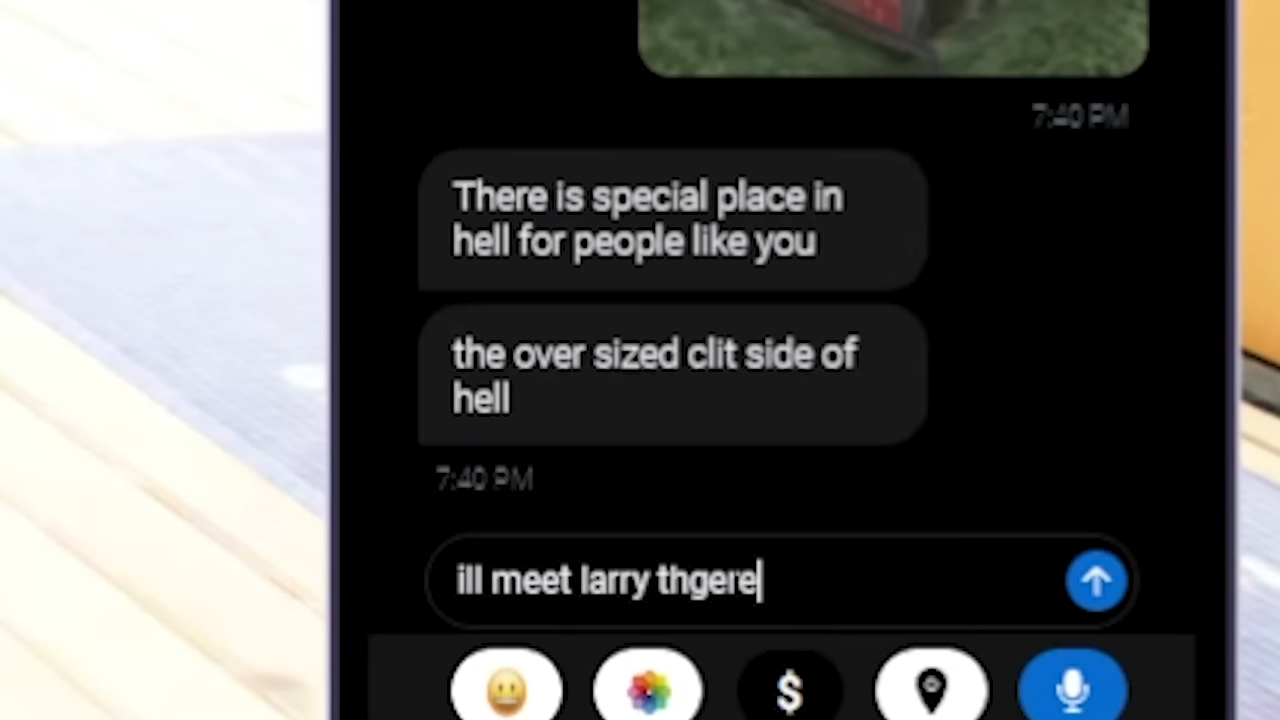 7:40 PM
There is special place in
hell for people like you
the over sized clit side of
hell
7:40 PM
ill meet larry thgere
$